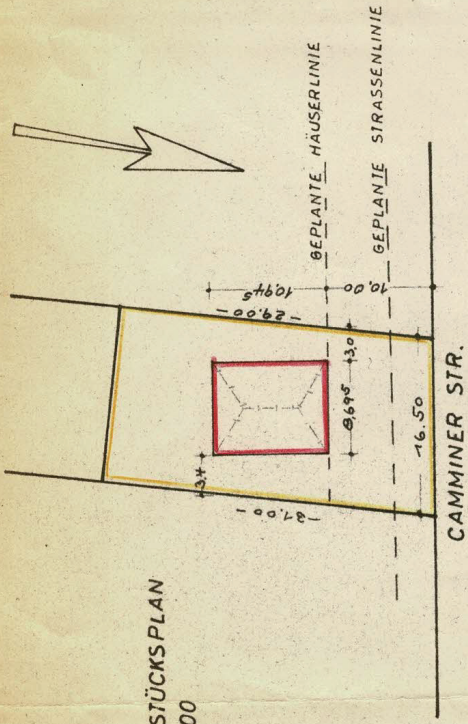 STÜCKSPLAN
00
GEPLANTE HÄUSERLINIE
GEPLANTE STRASSENLINIE
10,945
-29.00-
10,00
3,4
3,0
8,695
-31.00-
16.50
CAMMINER STR.